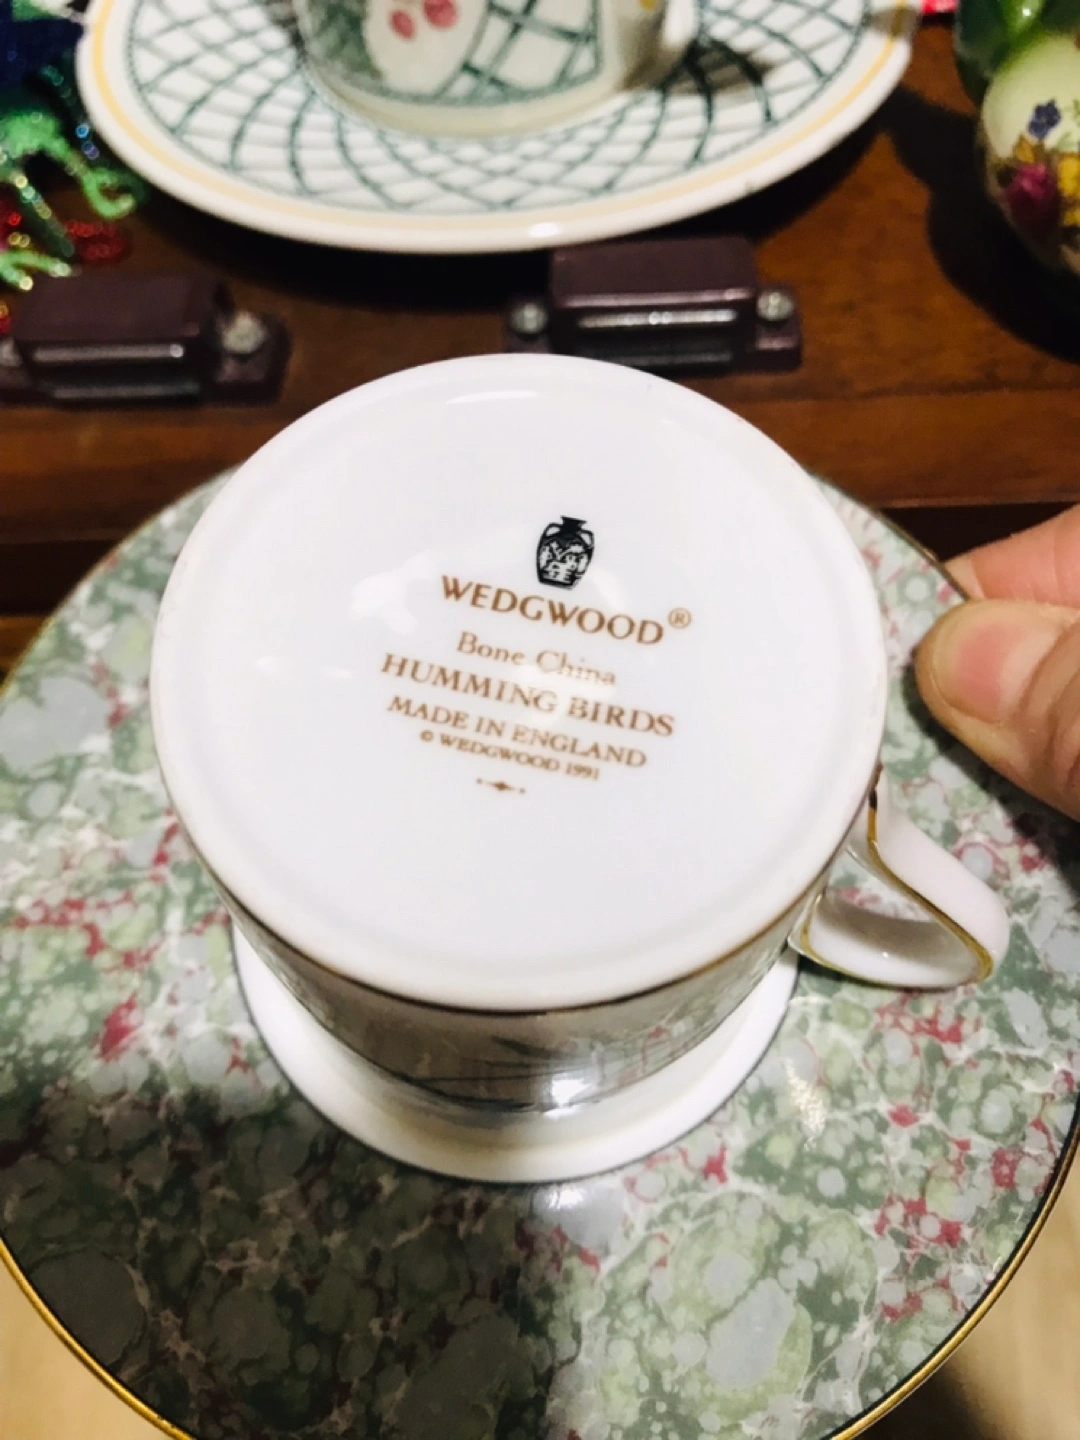 WEDGWOOD®
Bone China
HUMMING BIRDS
MADE IN ENGLAND
© WEDGWOOD 1991